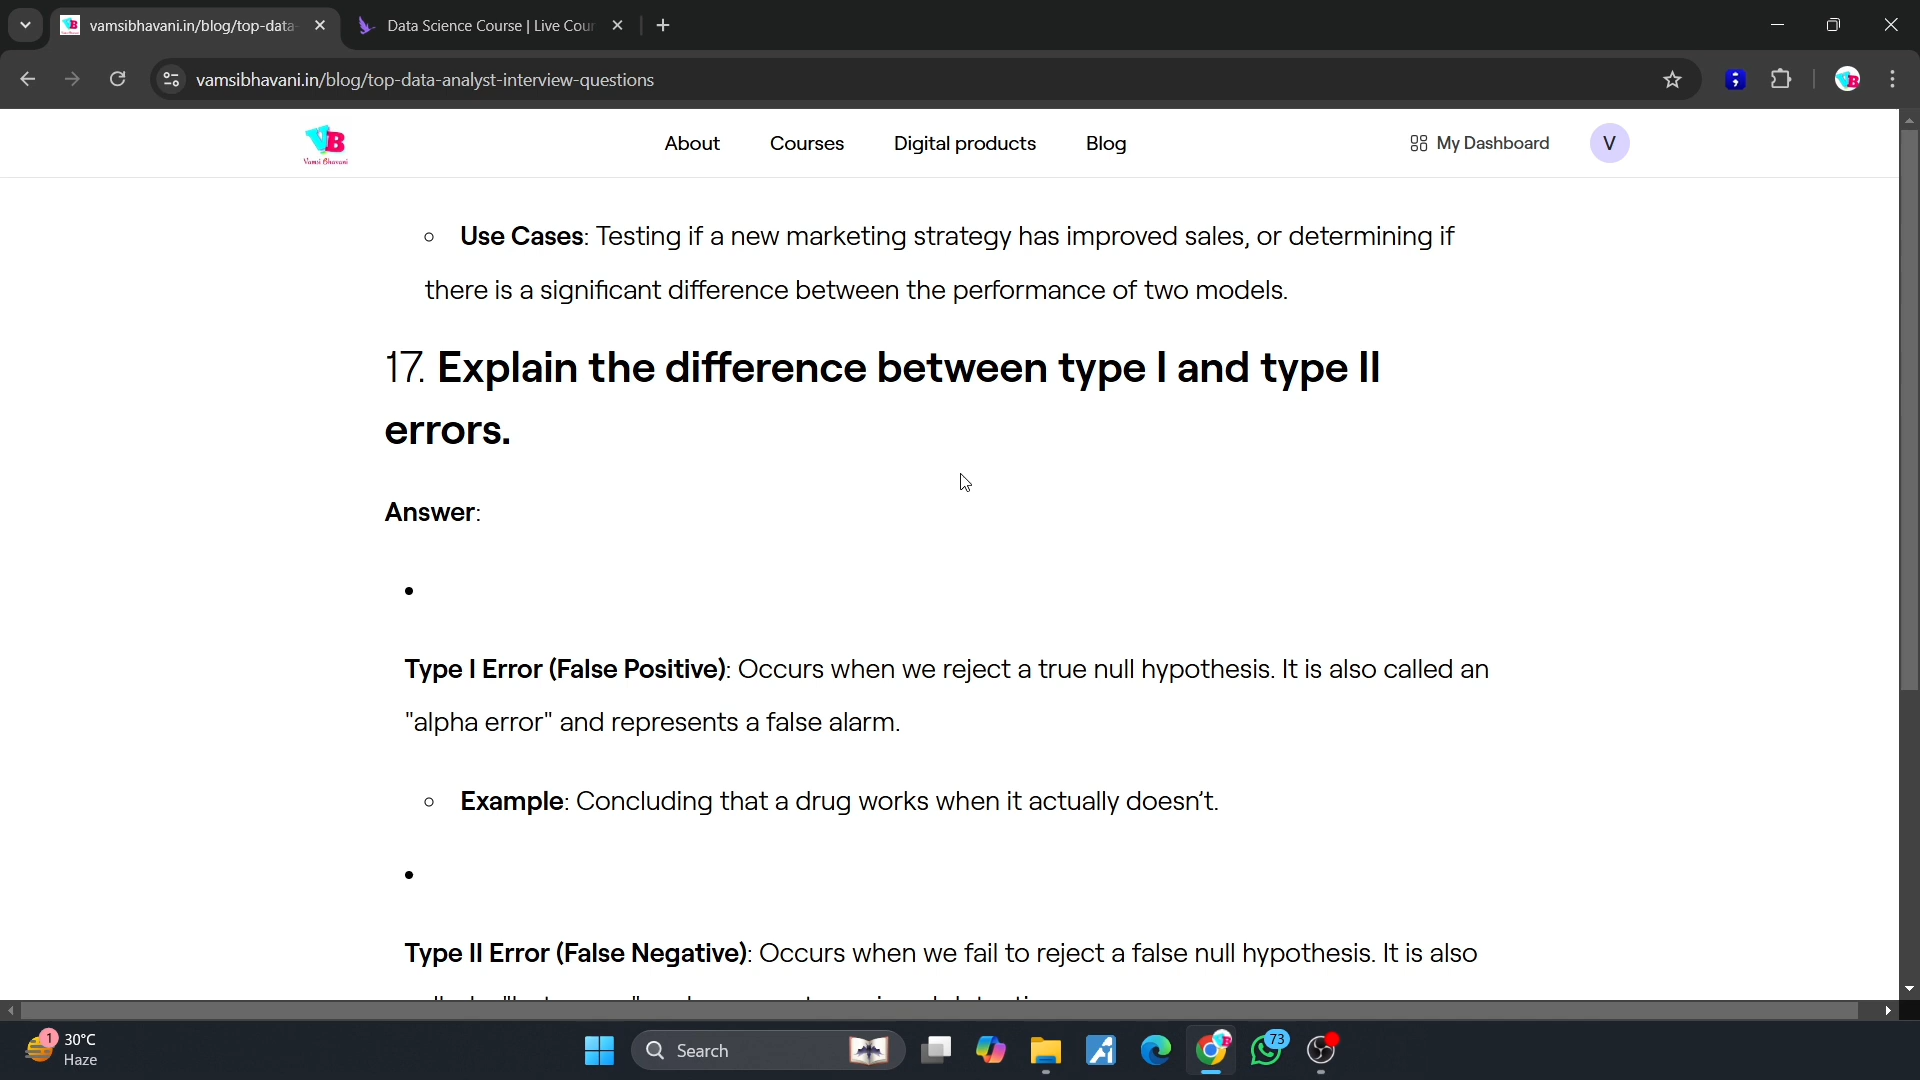 vamsibhavani.in/blog/top-data-
Data Science Course | Live Cour
vamsibhavani.in/blog/top-data-analyst-interview-questions
VB
Vamsi Bhavani
About
Courses
Digital products
Blog
My Dashboard
V
Use Cases: Testing if a new marketing strategy has improved sales, or determining if
there is a significant difference between the performance of two models.
17. Explain the difference between type I and type II
errors.
Answer:
Type I Error (False Positive): Occurs when we reject a true null hypothesis. It is also called an
"alpha error" and represents a false alarm.
Example: Concluding that a drug works when it actually doesn't.
Type II Error (False Negative): Occurs when we fail to reject a false null hypothesis. It is also
1
30°C
Haze
Search
73